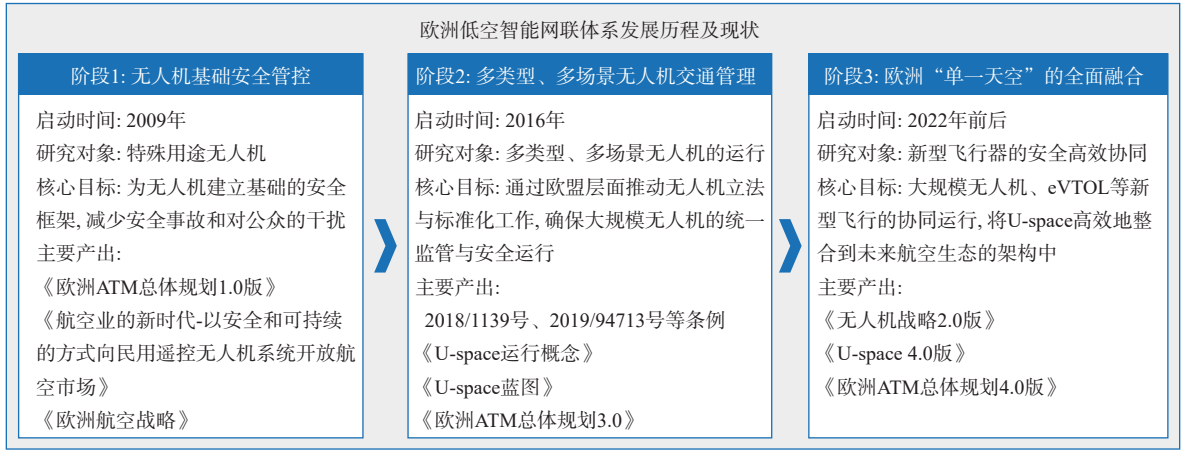 欧洲低空智能网联体系发展历程及现状
阶段1: 无人机基础安全管控
启动时间: 2009年
研究对象: 特殊用途无人机
核心目标: 为无人机建立基础的安全
框架, 减少安全事故和对公众的干扰
主要产出:
《欧洲ATM总体规划1.0版》
《航空业的新时代-以安全和可持续
的方式向民用遥控无人机系统开放航
空市场》
《欧洲航空战略》
阶段2: 多类型、多场景无人机交通管理
启动时间: 2016年
研究对象: 多类型、多场景无人机的运行
核心目标: 通过欧盟层面推动无人机立法
与标准化工作, 确保大规模无人机的统一
监管与安全运行
主要产出:
2018/1139号、2019/94713号等条例
《U-space运行概念》
《U-space蓝图》
《欧洲ATM总体规划3.0》
阶段3: 欧洲“单一天空”的全面融合
启动时间: 2022年前后
研究对象: 新型飞行器的安全高效协同
核心目标: 大规模无人机、eVTOL等新
型飞行的协同运行, 将U-space高效地整
合到未来航空生态的架构中
主要产出:
《无人机战略2.0版》
《U-space 4.0版》
《欧洲ATM总体规划4.0版》